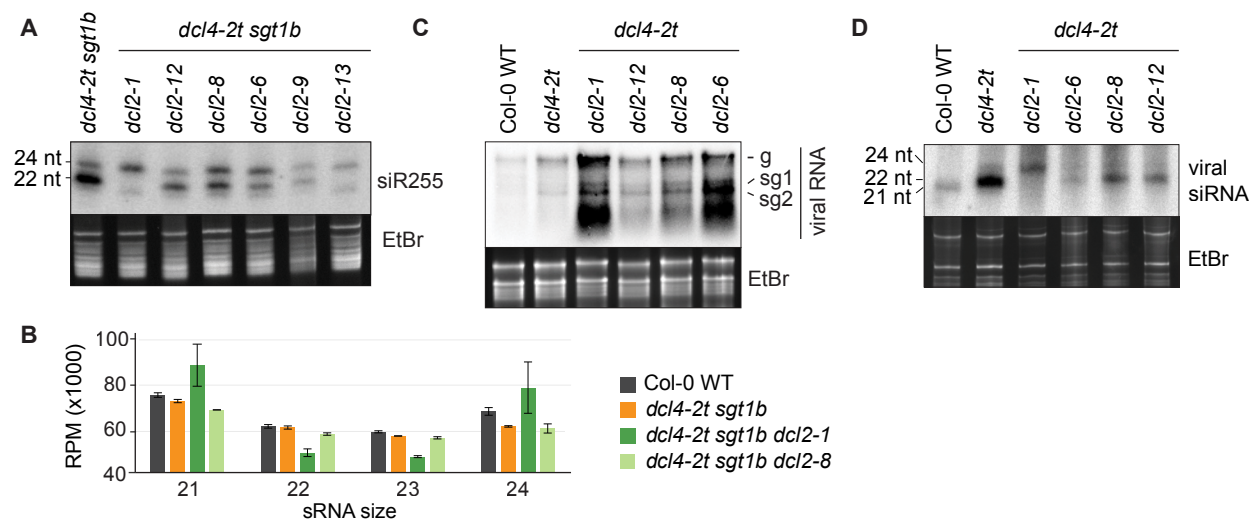 A
dcl4-2t sgt1b
dcl4-2t sgt1b
dcl2-1
dcl2-12
dcl2-8
dcl2-6
dcl2-9
dcl2-13
24 nt
22 nt
siR255
EtBr
C
dcl4-2t
Col-0 WT
dcl4-2t
dcl2-1
dcl2-12
dcl2-8
dcl2-6
g
sg1
sg2
viral RNA
EtBr
D
dcl4-2t
Col-0 WT
dcl4-2t
dcl2-1
dcl2-6
dcl2-8
dcl2-12
24 nt
22 nt
21 nt
viral
siRNA
EtBr
B
RPM (x1000)
100
80
60
40
21 22 23 24
sRNA size
Col-0 WT
dcl4-2t sgt1b
dcl4-2t sgt1b dcl2-1
dcl4-2t sgt1b dcl2-8